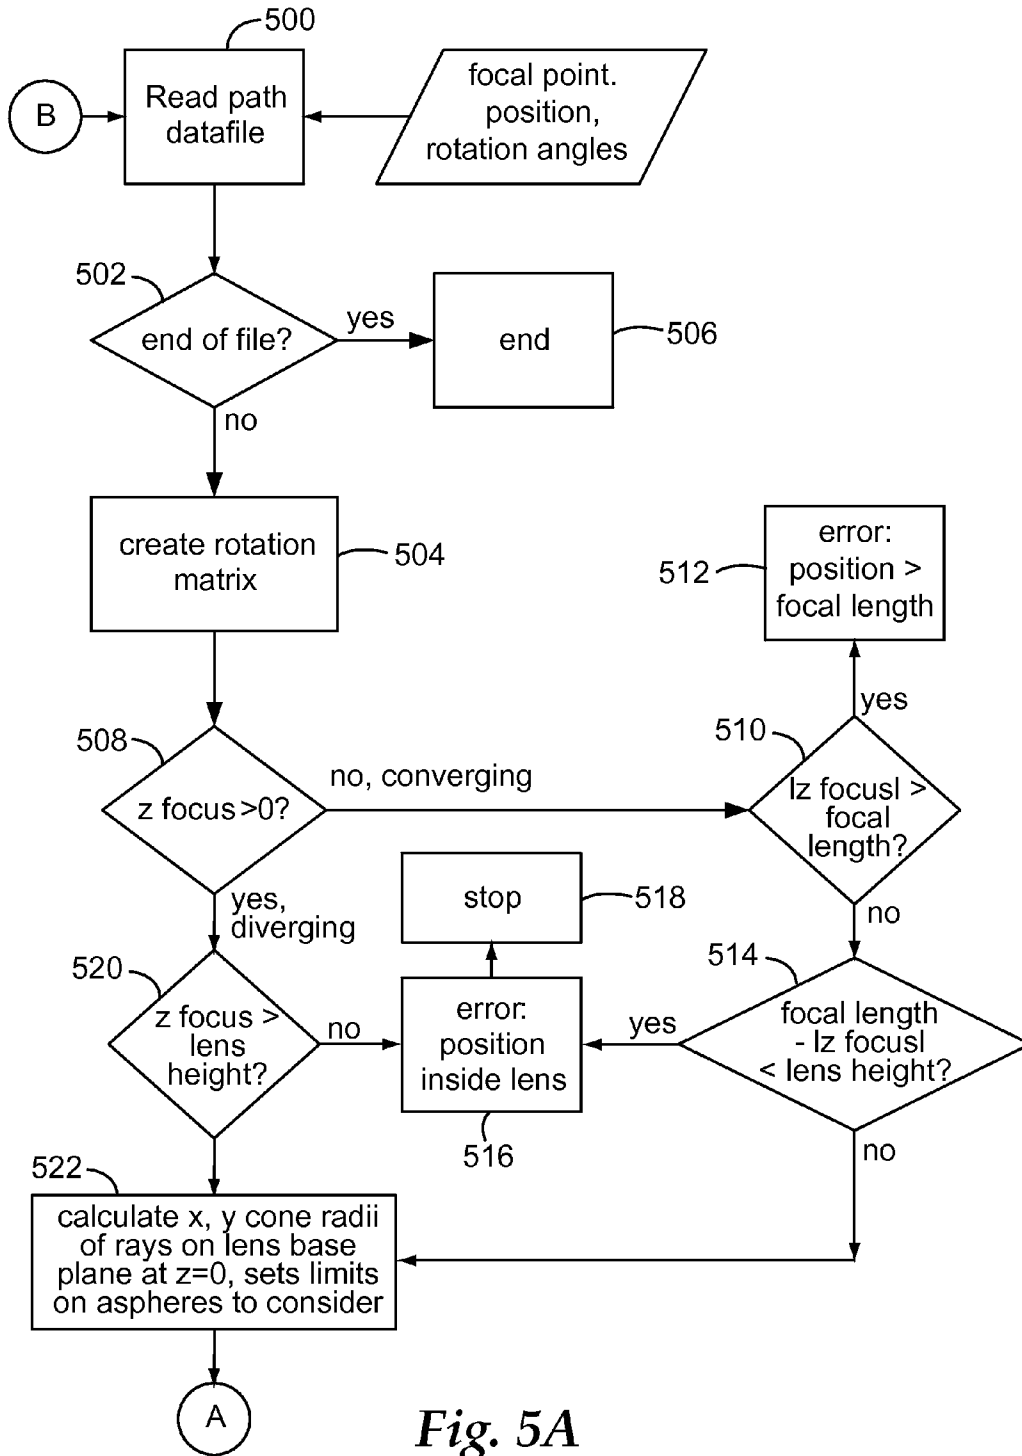 500
B
Read path
datafile
focal point.
position,
rotation angles
502
end of file?
yes
end
506
no
create rotation
matrix
504
error:
position >
focal length
512
yes
508
z focus>0?
no, converging
510
lz focusl >
focal
length?
yes,
diverging
stop
518
no
520
z focus >
lens
height?
no
error:
position
inside lens
516
yes
514
focal length
- lz focusl
< lens height?
no
522
calculate x, y cone radii
of rays on lens base
plane at z=0, sets limits
on aspheres to consider
A
Fig. 5A